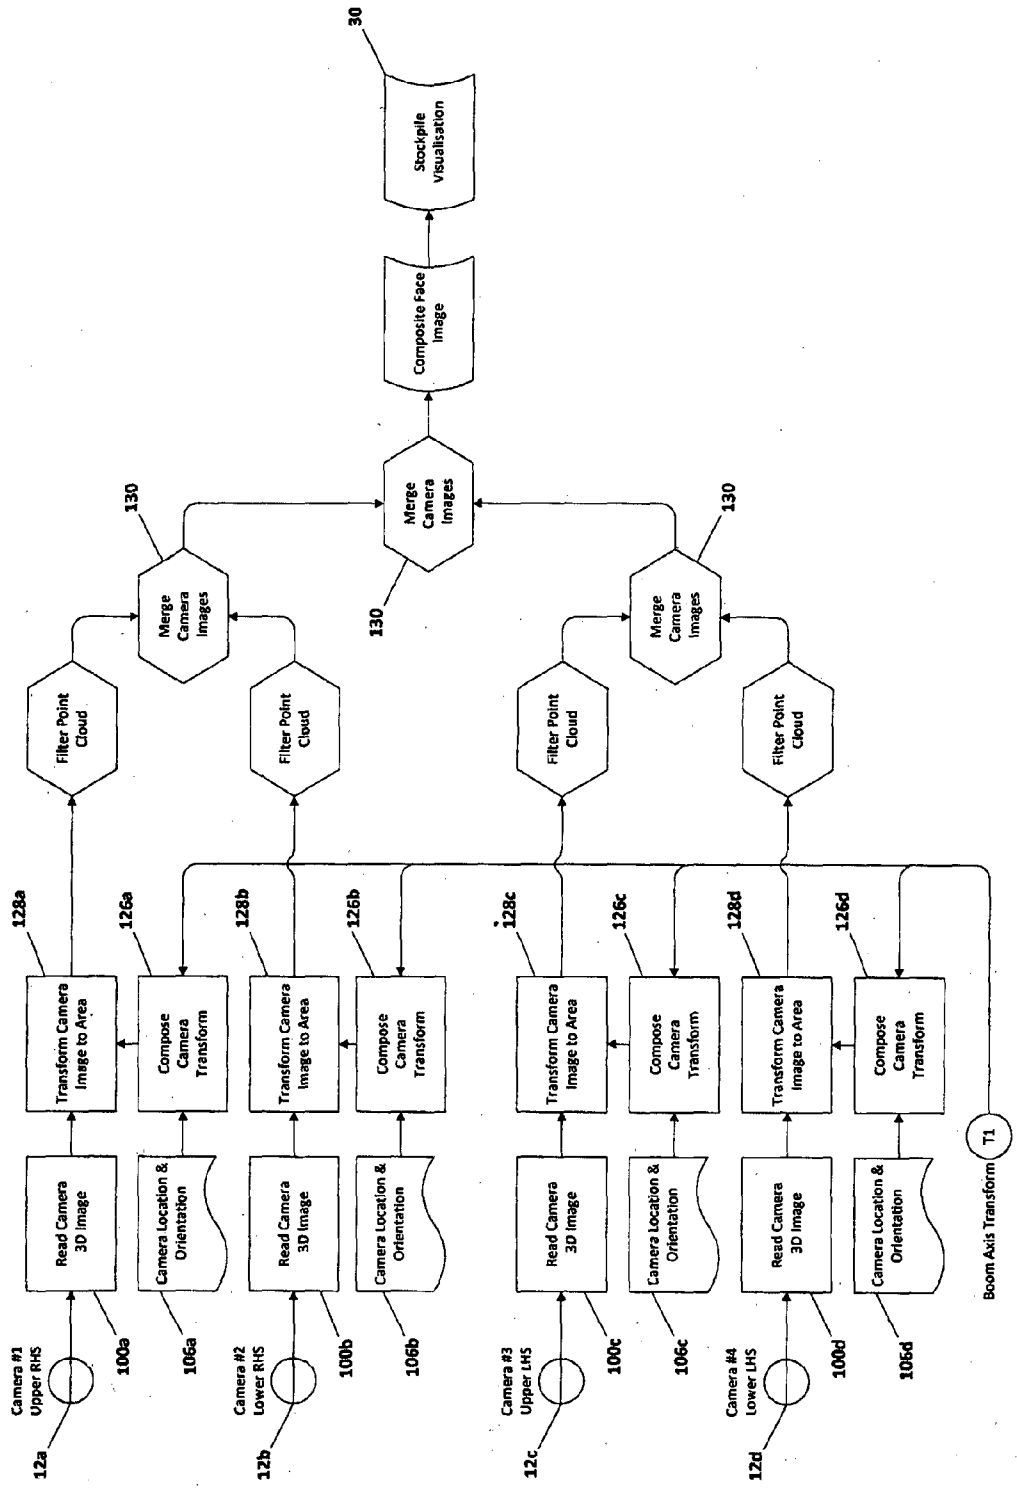 Camera #1
Upper RHS
12a
100a
Read Camera
3D Image
Transform Camera
Image to Area
128a
Filter Point
Cloud
106a
Camera Location &
Orientation
Compose
Camera
Transform
126a
Merge
Camera
Images
130
Camera #2
Lower RHS
12b
100b
Read Camera
3D Image
Transform Camera
Image to Area
128b
Filter Point
Cloud
106b
Camera Location &
Orientation
Compose
Camera
Transform
126b
130
Merge
Camera
Images
Composite Face
Image
Stockpile
Visualisation
30
Camera #3
Upper LHS
12c
100c
Read Camera
3D Image
Transform Camera
Image to Area
128c
Filter Point
Cloud
106c
Camera Location &
Orientation
Compose
Camera
Transform
126c
Merge
Camera
Images
130
Camera #4
Lower LHS
12d
100d
Read Camera
3D Image
Transform Camera
Image to Area
128d
Filter Point
Cloud
106d
Camera Location &
Orientation
Compose
Camera
Transform
126d
Boom Axis Transform
T1